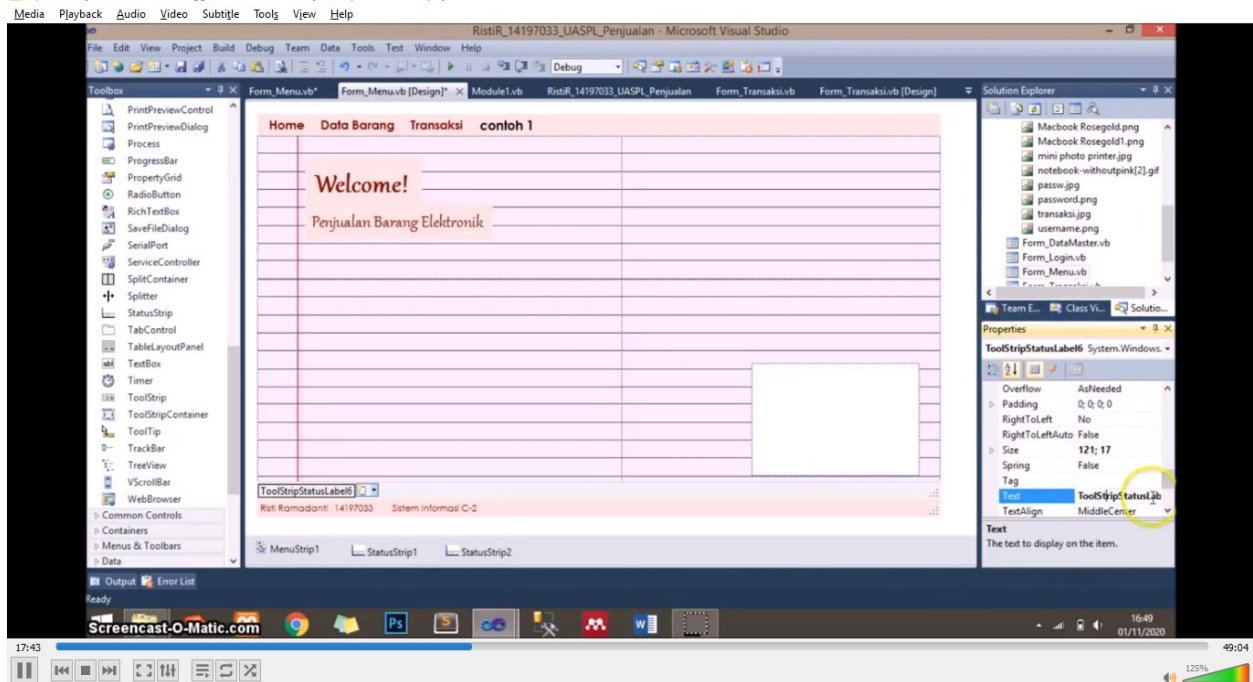 Media Playback Audio Video Subtitle Tools View Help
RistiR_14197033_UASPL_Penjualan - Microsoft Visual Studio
File Edit View Project Build Debug Team Data Tools Test Window Help
Debug
Toolbox
PrintPreviewControl
PrintPreviewDialog
Process
ProgressBar
PropertyGrid
RadioButton
RichTextBox
SaveFileDialog
SerialPort
ServiceController
SplitContainer
Splitter
StatusStrip
TabControl
TableLayoutPanel
TextBox
Timer
ToolStrip
ToolStripContainer
ToolTip
TrackBar
TreeView
VScrollBar
WebBrowser
Common Controls
Containers
Menus & Toolbars
Data
Form_Menu.vb* Form_Menu.vb [Design]* Module1.vb RistiR_14197033_UASPL_Penjualan Form_Transaksi.vb Form_Transaksi.vb [Design]
Home Data Barang Transaksi contoh 1
Welcome!
Penjualan Barang Elektronik
ToolStripStatusLabel6
Risti Ramadanti 14197033 Sistem Informasi C-2
MenuStrip1 StatusStrip1 StatusStrip2
Solution Explorer
Macbook Rosegold.png
Macbook Rosegold1.png
mini photo printer.jpg
notebook-withoutpink[2].gif
passw.jpg
password.png
transaksi.jpg
username.png
Form_DataMaster.vb
Form_Login.vb
Form_Menu.vb
Team E... Class Vi... Solutio...
Properties
ToolStripStatusLabel6 System.Windows.
Overflow AsNeeded
Padding 0; 0; 0; 0
RightToLeft No
RightToLeftAuto False
Size 121; 17
Spring False
Tag
Text ToolStripStatusLab
TextAlign MiddleCenter
Text
The text to display on the item.
Output Error List
Ready
Screencast-O-Matic.com
Ps
S
W
16:49
01/11/2020
17:43
49:04
125%